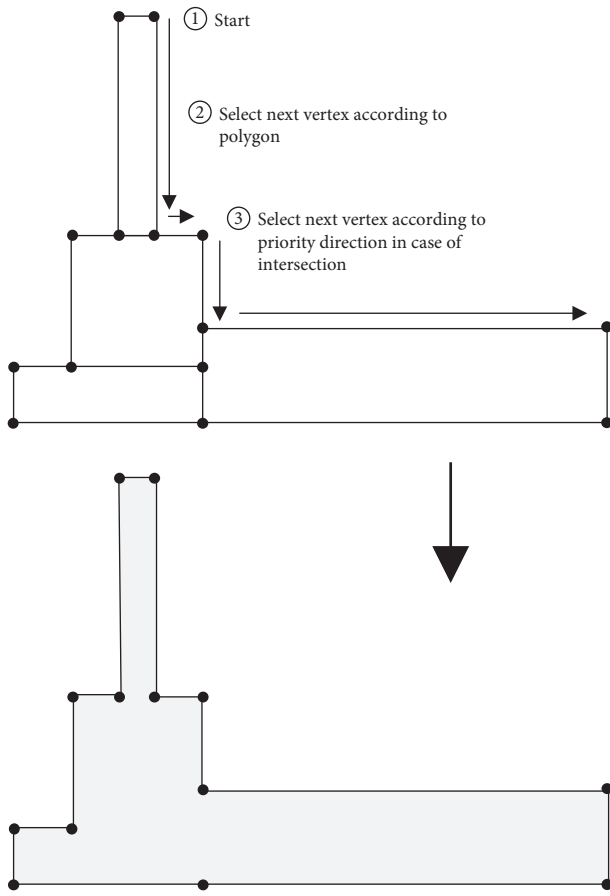 1 Start
2 Select next vertex according to
polygon
3 Select next vertex according to
priority direction in case of
intersection